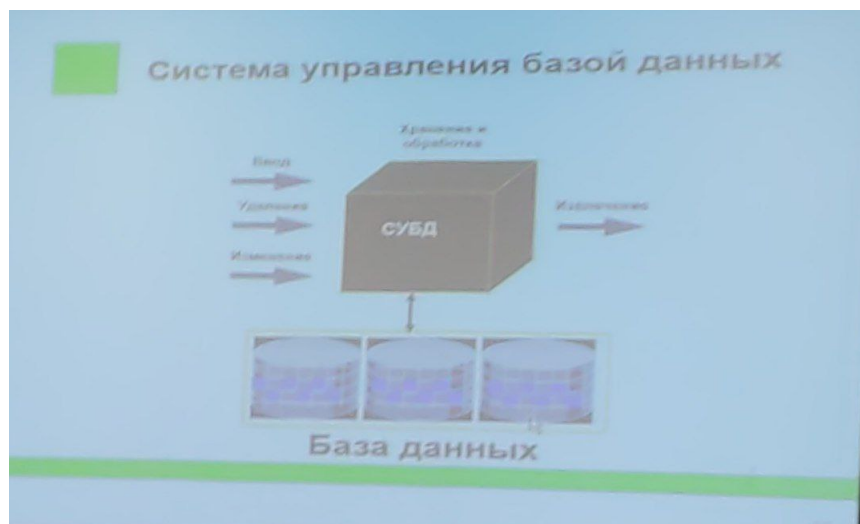 Система управления базой данных
Хранение и
обработка
Ввод
Удаление
Изменение
СУБД
Извлечение
База данных